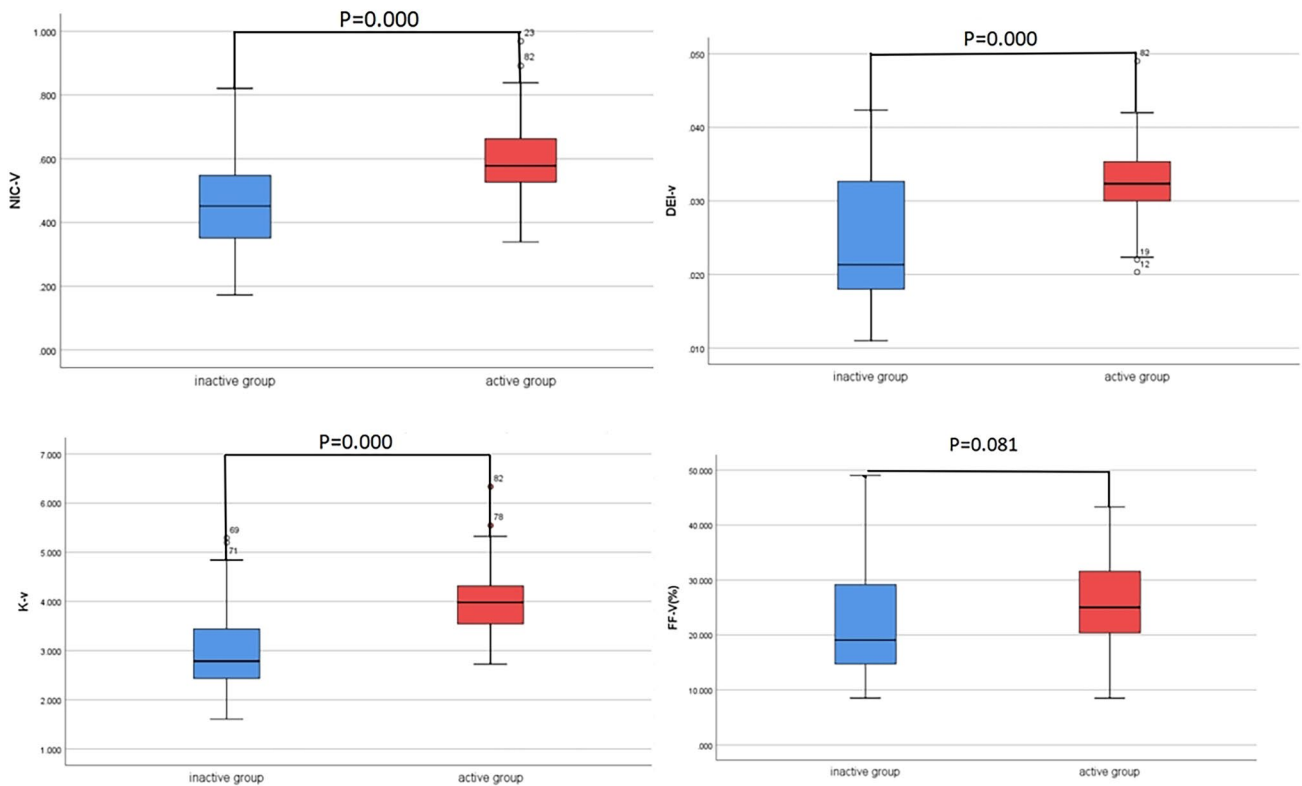 P=0.000
1.000
.800
.600
.400
.200
.000
NIC-V
23
82
inactive group
active group
P=0.000
.050
.040
.030
.020
.010
DEI-v
82
19
12
inactive group
active group
P=0.000
7.000
6.000
5.000
4.000
3.000
2.000
1.000
K-v
69
71
82
78
inactive group
active group
P=0.081
50.000
40.000
30.000
20.000
10.000
.000
FF-V(%)
inactive group
active group